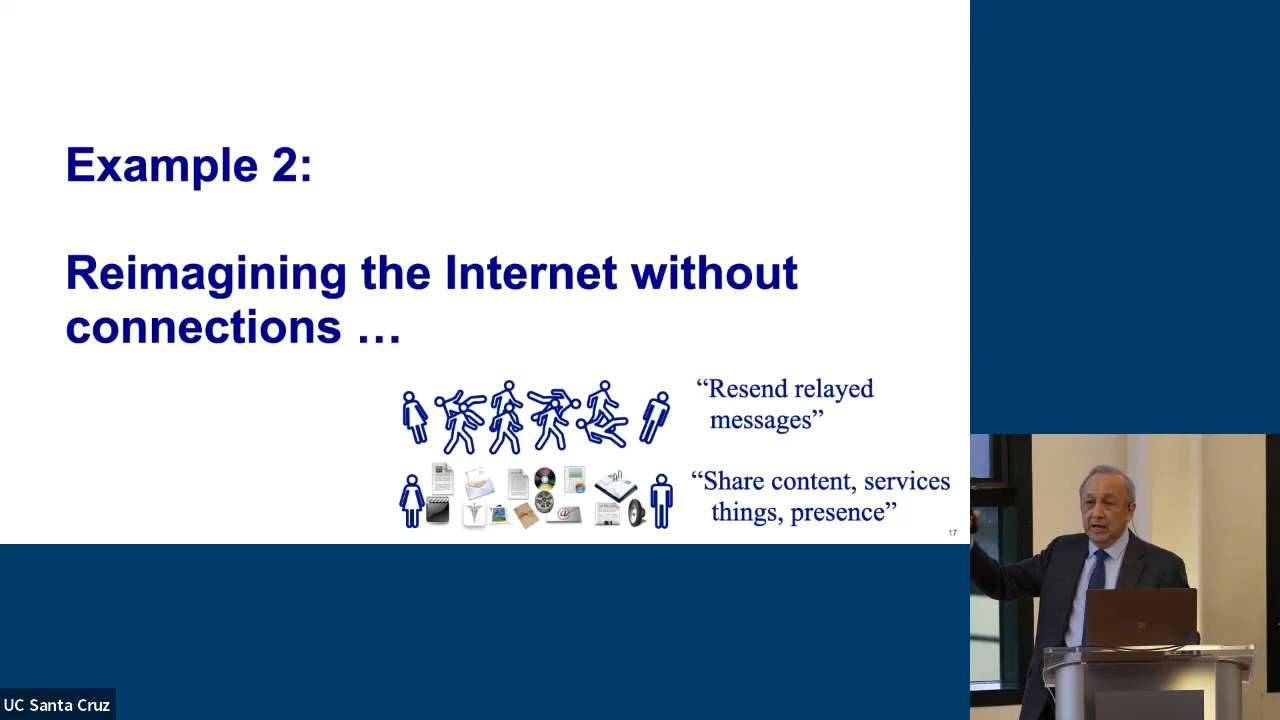 Example 2:
Reimagining the Internet without
connections …
“Resend relayed
messages”
“Share content, services
things, presence”
17
UC Santa Cruz